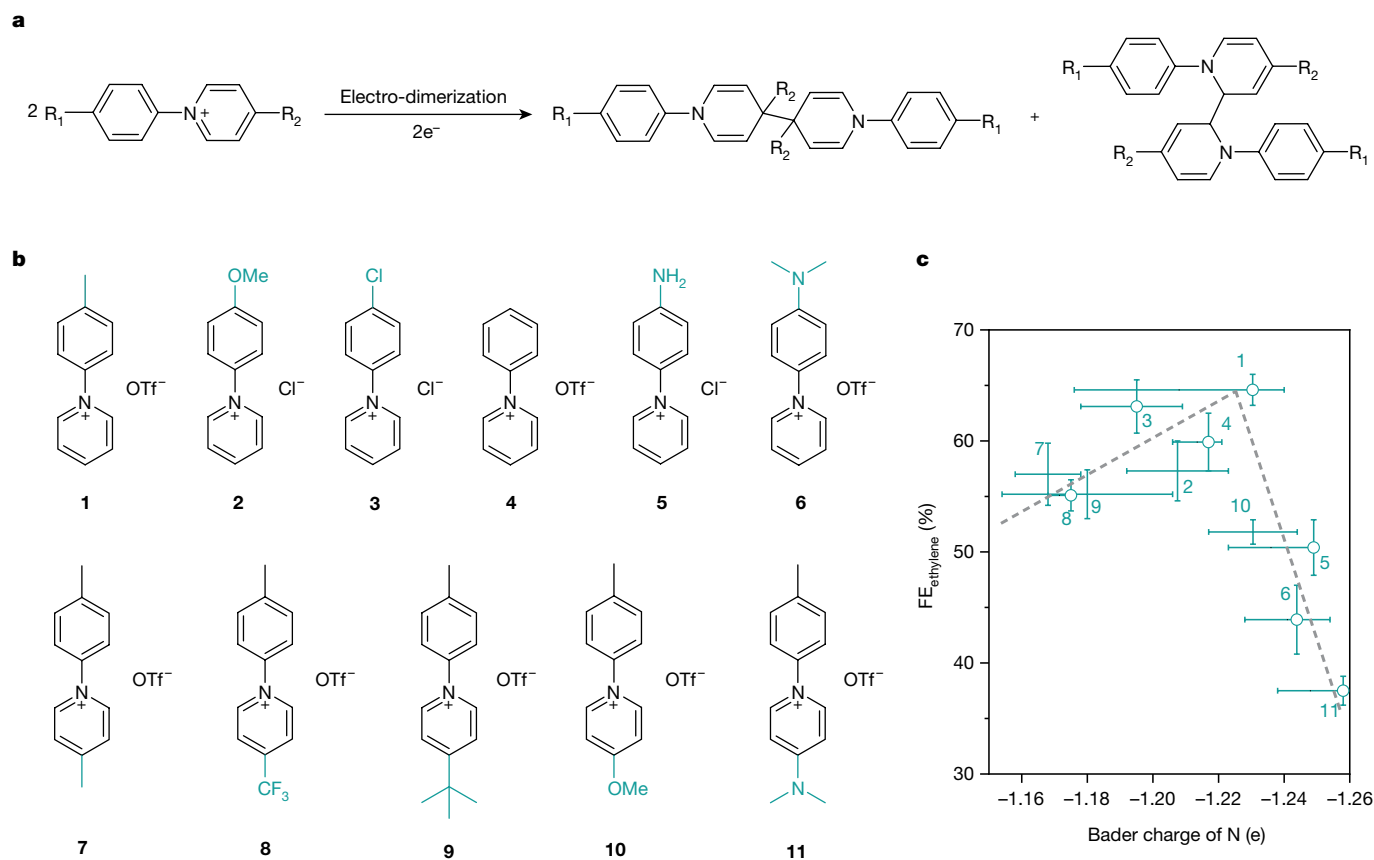 a
2 R₁ N + R₂
Electro-dimerization
2e⁻
R₁ N R₂ R₂ N R₁
+
R₁ N R₂
R₂ N R₁
b
OMe Cl NH₂ N
OTf⁻ Cl⁻ Cl⁻ OTf⁻ Cl⁻ OTf⁻
N + N + N + N + N + N +
1 2 3 4 5 6
OTf⁻ OTf⁻ OTf⁻ OTf⁻ OTf⁻
N + N + N + N + N +
CF₃ OMe N
7 8 9 10 11
c
70
60
50
40
30
FE ethylene (%)
1
3
4
7
2
8
9
10
5
6
11
−1.16 −1.18 −1.20 −1.22 −1.24 −1.26
Bader charge of N (e)